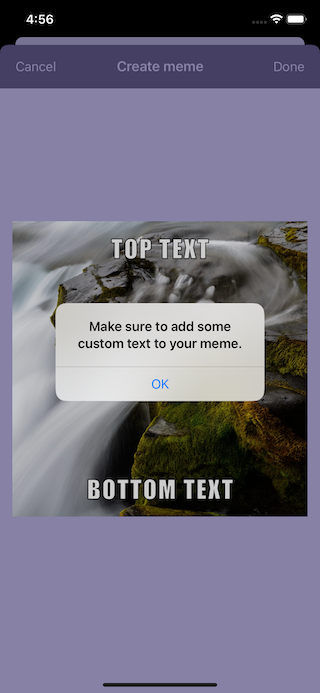 4:56
Cancel Create meme Done
TOP TEXT
Make sure to add some
custom text to your meme.
OK
BOTTOM TEXT